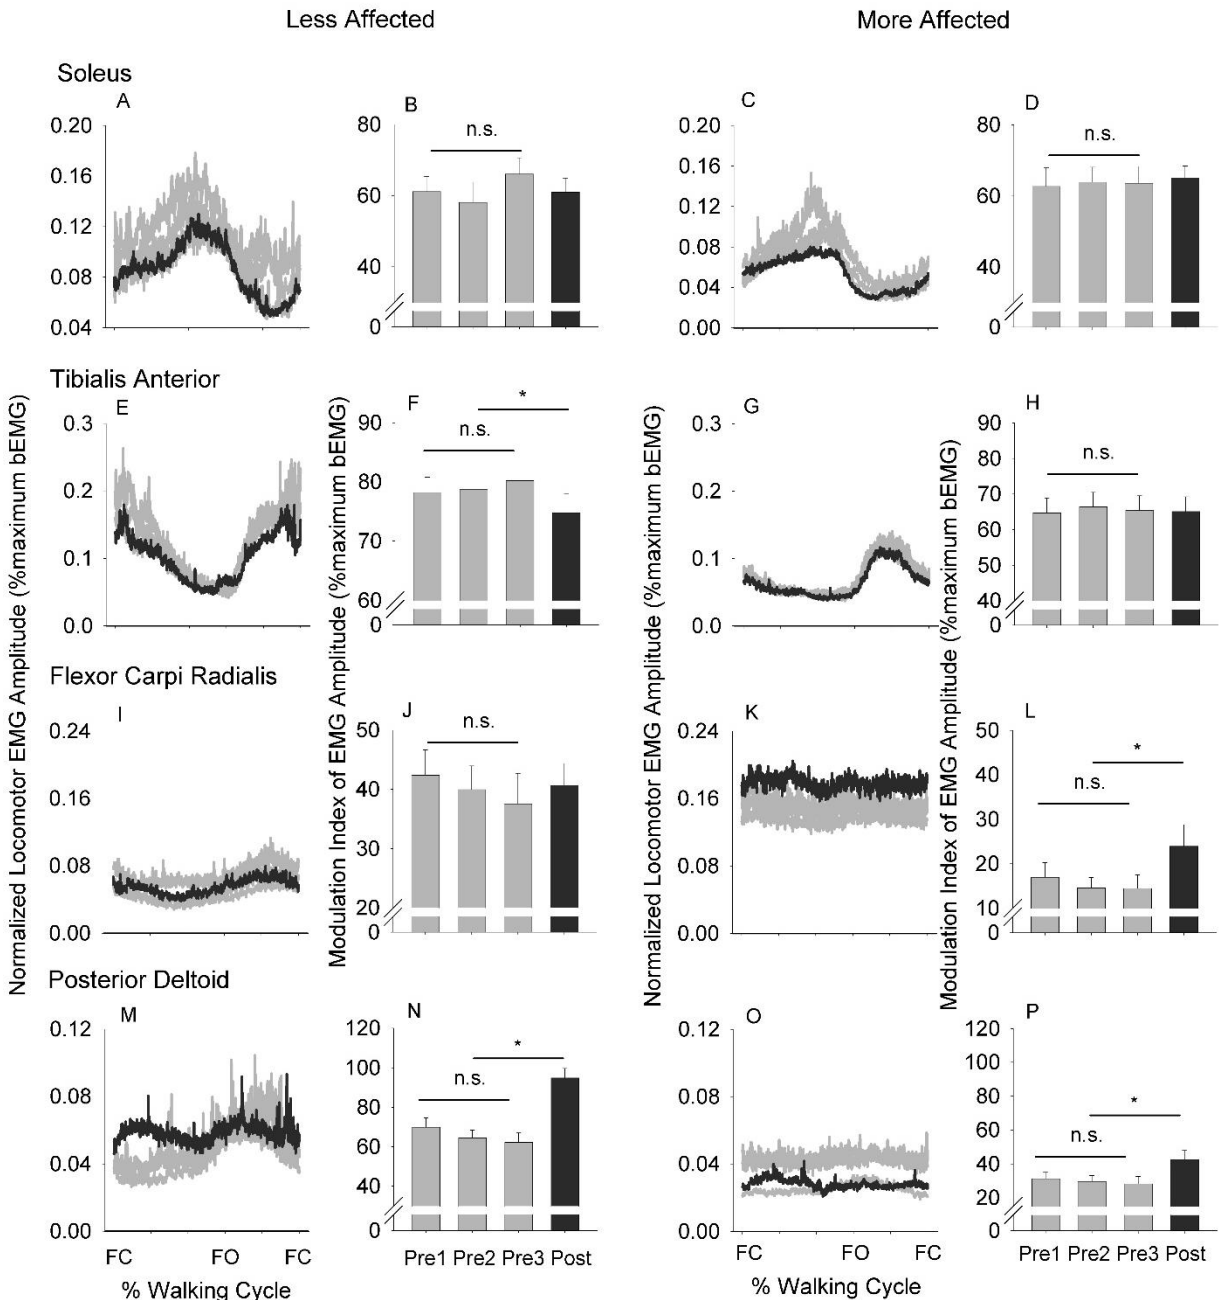 Less Affected
More Affected
Soleus
A
0.20
0.16
0.12
0.08
0.04
B
80
60
40
0
n.s.
C
0.20
0.16
0.12
0.08
0.04
0.00
D
80
60
40
0
n.s.
Tibialis Anterior
E
0.3
0.2
0.1
0.0
F
90
80
70
60
0
n.s.
*
G
0.3
0.2
0.1
0.0
H
90
80
70
60
50
40
0
n.s.
Flexor Carpi Radialis
I
0.24
0.16
0.08
0.00
J
50
40
30
20
0
n.s.
K
0.24
0.16
0.08
0.00
L
50
40
30
20
10
0
n.s.
*
Posterior Deltoid
M
0.12
0.08
0.04
0.00
FC
FO
FC
% Walking Cycle
N
120
100
80
60
40
0
n.s.
*
Pre1 Pre2 Pre3 Post
O
0.12
0.08
0.04
0.00
FC
FO
FC
% Walking Cycle
P
120
100
80
60
40
20
0
n.s.
*
Pre1 Pre2 Pre3 Post
Normalized Locomotor EMG Amplitude (%maximum bEMG)
Modulation Index of EMG Amplitude (%maximum bEMG)
Normalized Locomotor EMG Amplitude (%maximum bEMG)
Modulation Index of EMG Amplitude (%maximum bEMG)